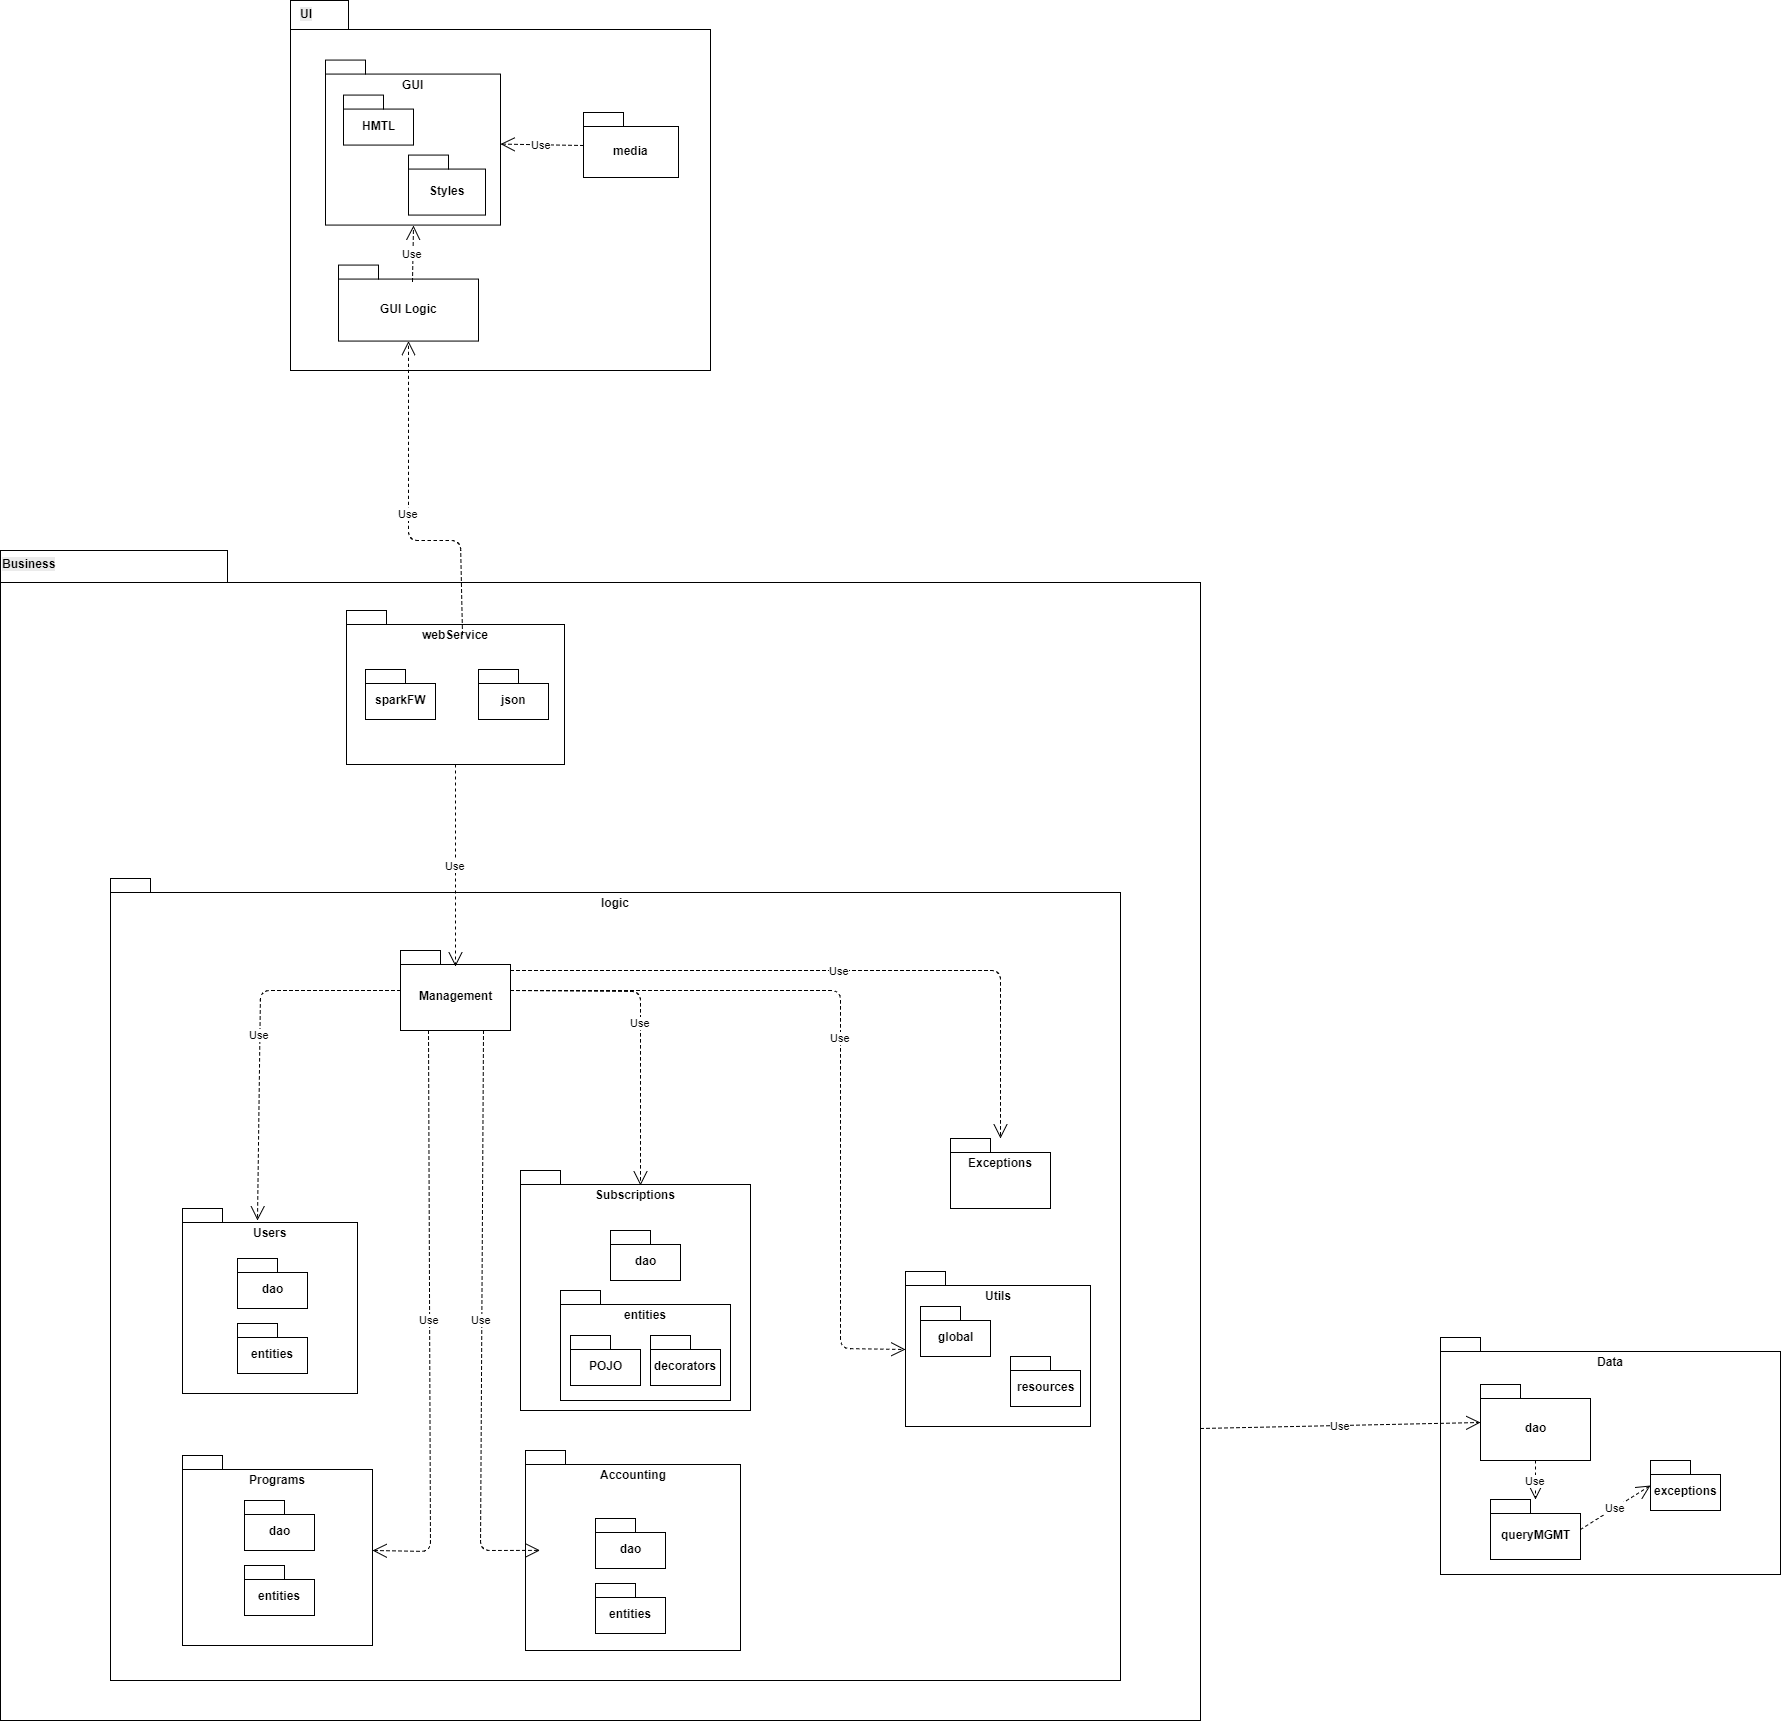 UI
GUI
HMTL
Use
media
Styles
Use
GUI Logic
Use
Business
webService
sparkFW
json
Use
logic
Use
Management
Use
Use
Use
Exceptions
Subscriptions
Users
dao
dao
Utils
entities
global
Use
Use
entities
POJO
decorators
resources
Data
Use
dao
Programs
Accounting
Use
exceptions
Use
dao
queryMGMT
dao
entities
entities
Use